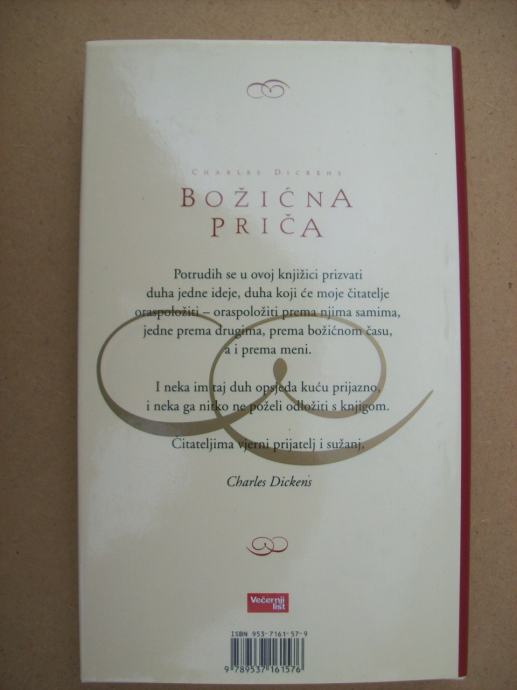 CHARLES DICKENS
BOŽIĆNA
PRIČA
Potrudih se u ovoj knjižici prizvati
duha jedne ideje, duha koji će moje čitatelje
oraspoložiti – oraspoložiti prema njima samima,
jedne prema drugima, prema božićnom času,
a i prema meni.
I neka im taj duh opsjeda kuću prijazno,
i neka ga nitko ne poželi odložiti s knjigom.
Čitateljima vjerni prijatelj i sužanj.
Charles Dickens
Večernji
list
ISBN 953-7161-57-9
9 789537 161576